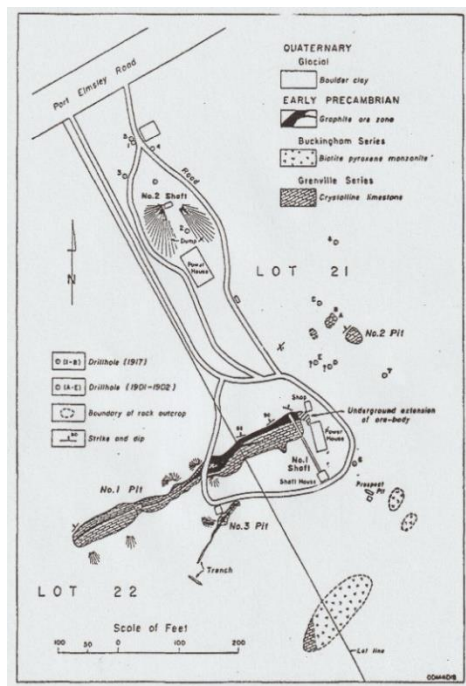 Port Elmsley Road
Road
No.2 Shaft
Dump
Power
House
N
QUATERNARY
Glacial
Boulder clay
EARLY PRECAMBRIAN
Graphite ore zone
Buckingham Series
Biotite pyroxene monzonite
Grenville Series
Crystalline limestone
LOT 21
No.2 Pit
Drillhole (1917)
Drillhole (1901-1902)
Boundary of rock outcrop
Strike and dip
Shop
Underground extension
of ore-body
Power
House
No.1
Shaft
Shaft House
Prospect
Pit
No.1 Pit
No.3 Pit
Trench
LOT 22
Scale of Feet
100 50 0 100 200
Lot line